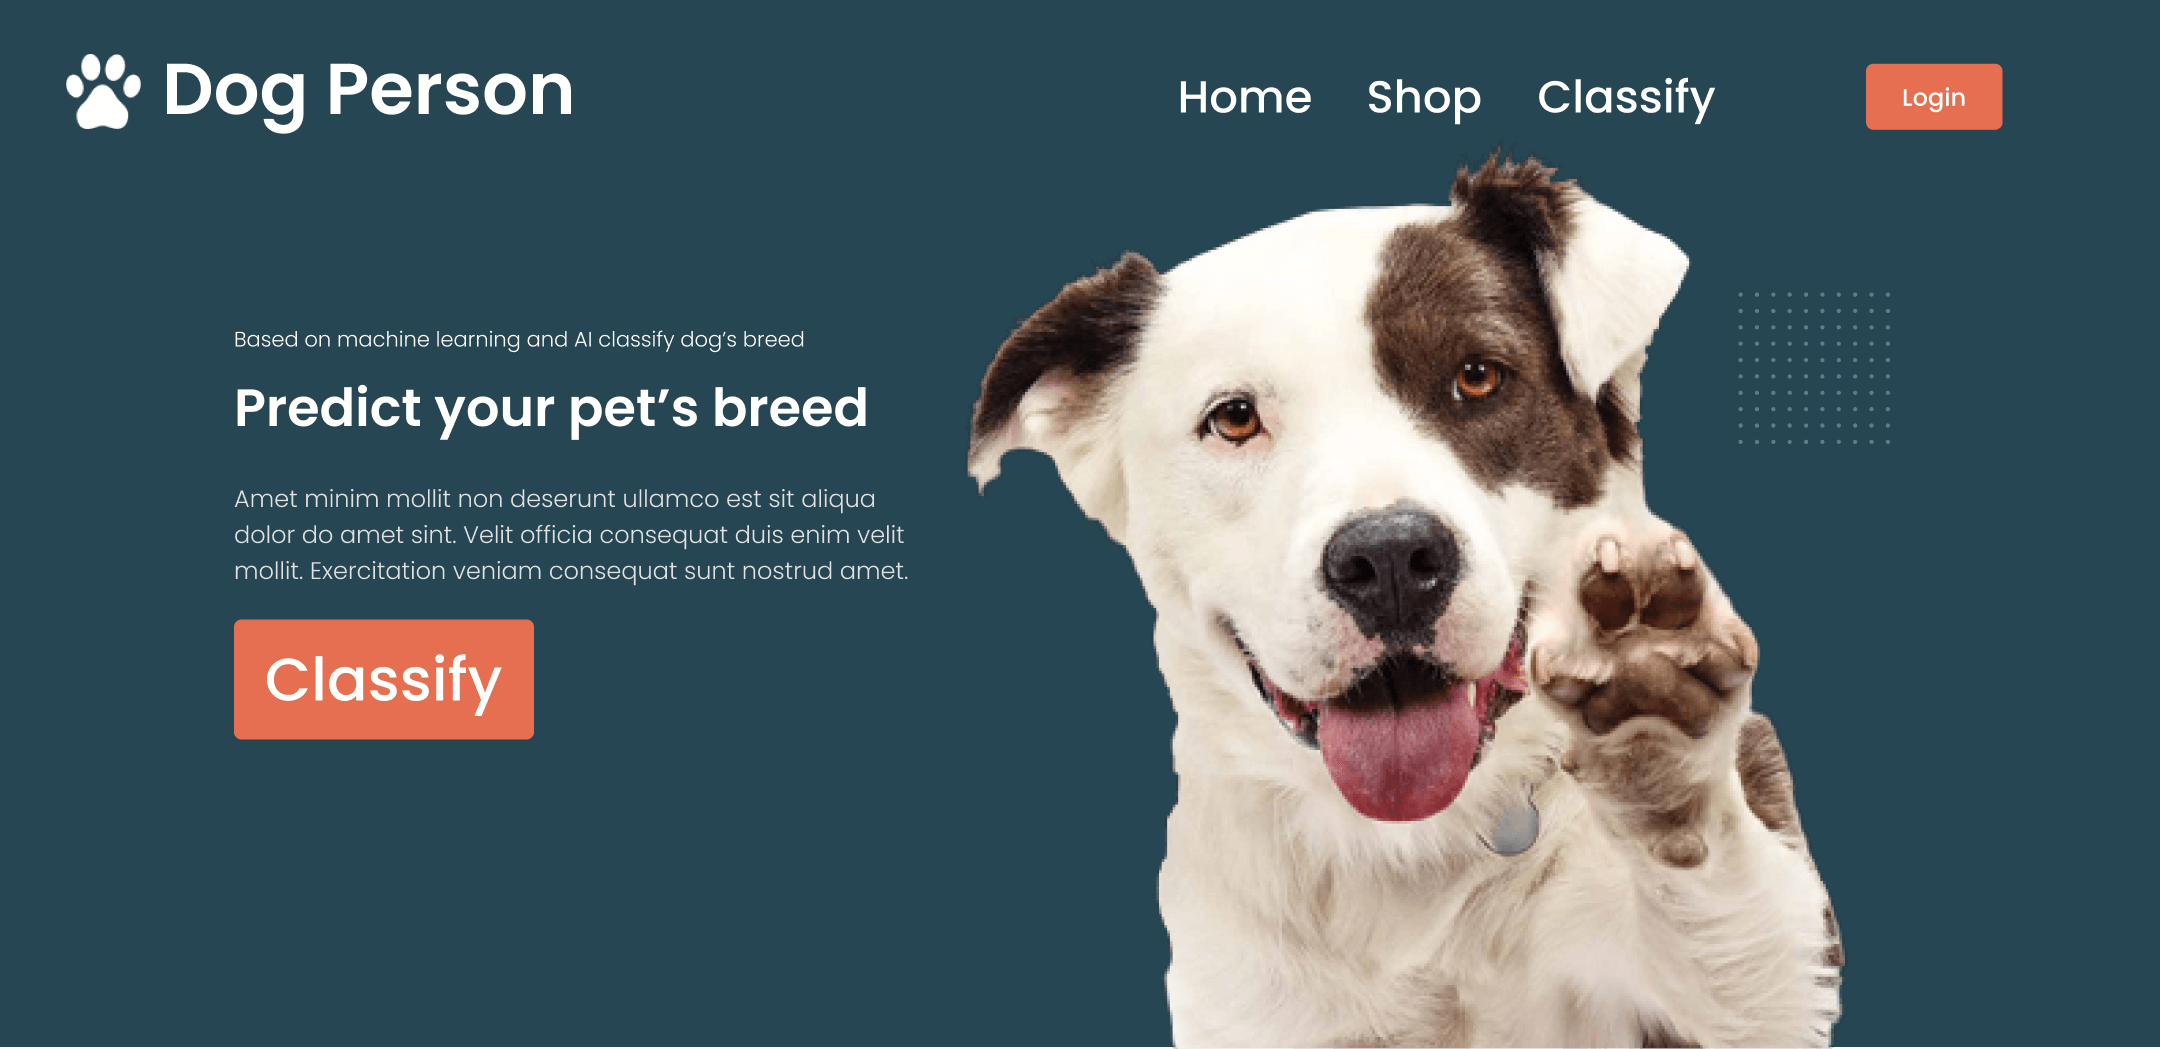 Dog Person
Home Shop Classify
Login
Based on machine learning and AI classify dog’s breed
Predict your pet’s breed
Amet minim mollit non deserunt ullamco est sit aliqua
dolor do amet sint. Velit officia consequat duis enim velit
mollit. Exercitation veniam consequat sunt nostrud amet.
Classify